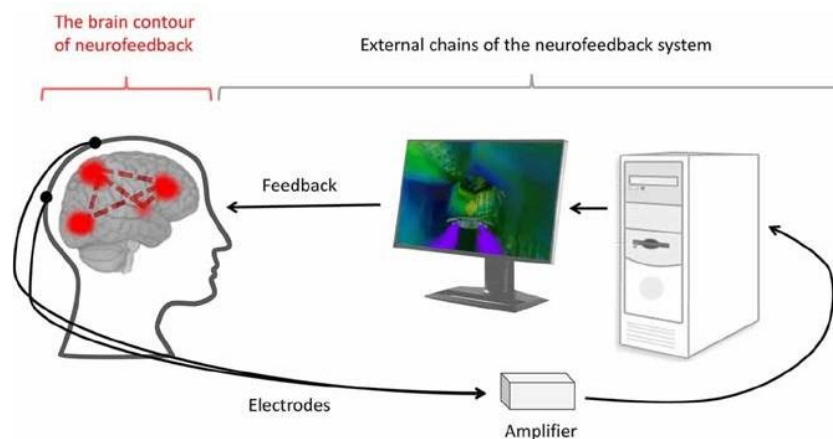 The brain contour
of neurofeedback
External chains of the neurofeedback system
Feedback
Electrodes
Amplifier